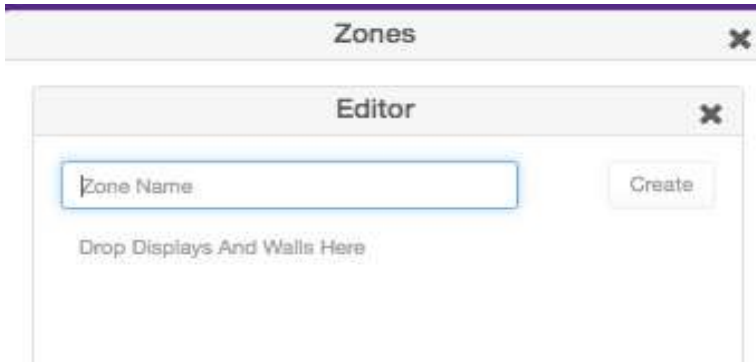 Zones
Editor
Zone Name
Create
Drop Displays And Walls Here